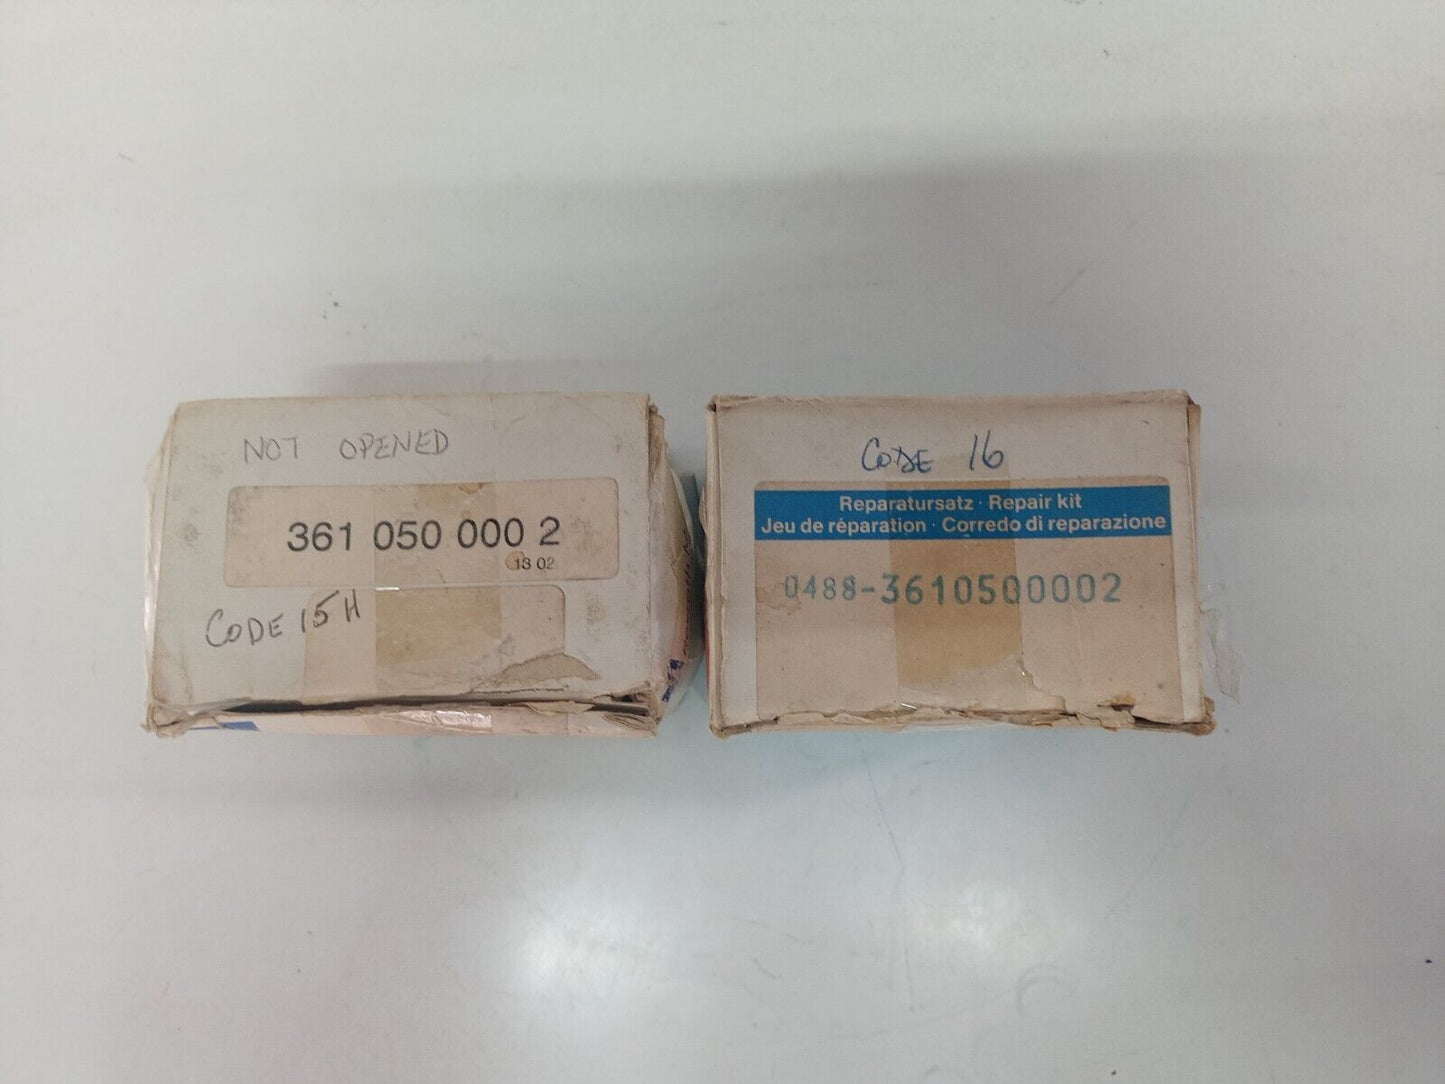 NOT OPENED
361 050 000 2
13 02
CODE 15H
CODE 16
Reparatursatz · Repair kit
Jeu de réparation · Corredo di reparazione
0488-3610500002